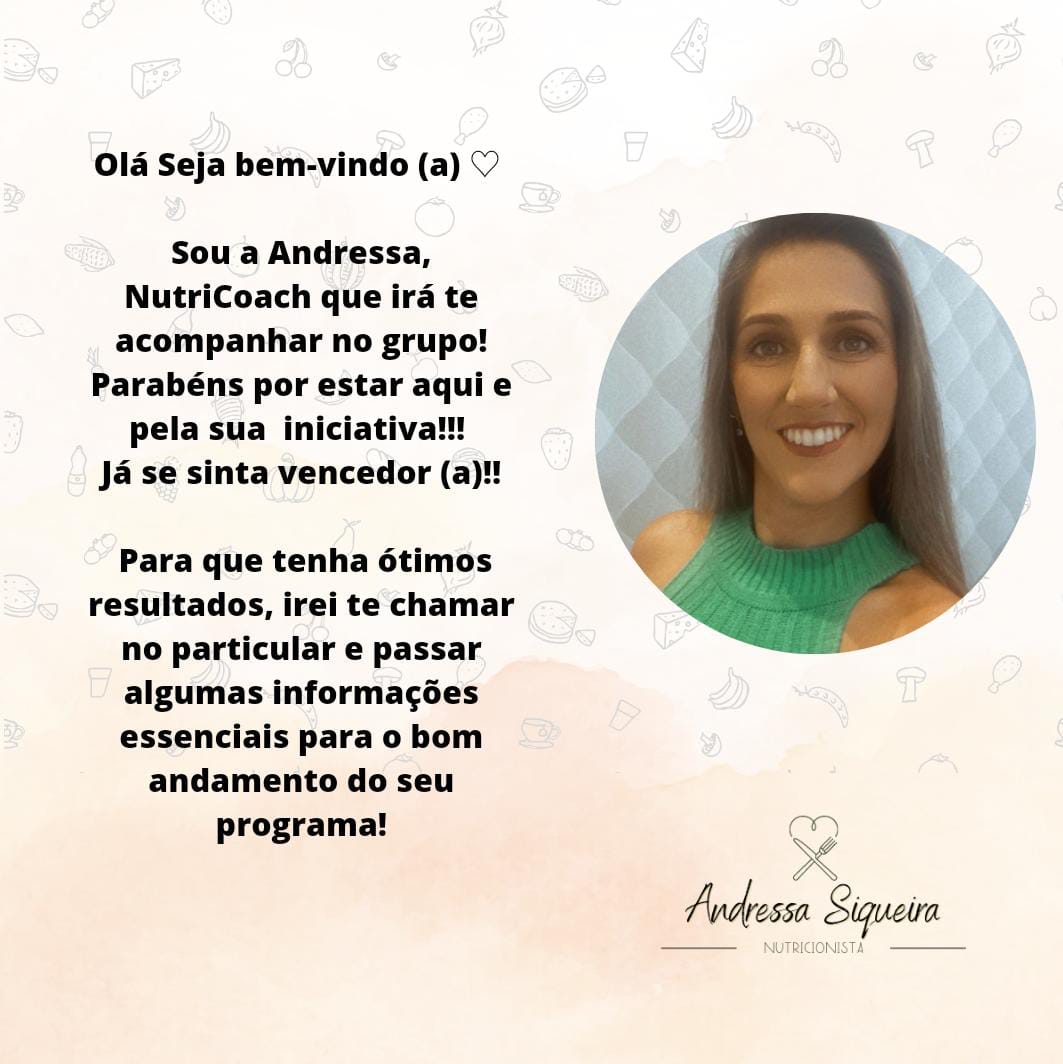 Olá Seja bem-vindo (a) ♡
Sou a Andressa,
NutriCoach que irá te
acompanhar no grupo!
Parabéns por estar aqui e
pela sua  iniciativa!!!
Já se sinta vencedor (a)!!
Para que tenha ótimos
resultados, irei te chamar
no particular e passar
algumas informações
essenciais para o bom
andamento do seu
programa!
Andressa Siqueira
NUTRICIONISTA